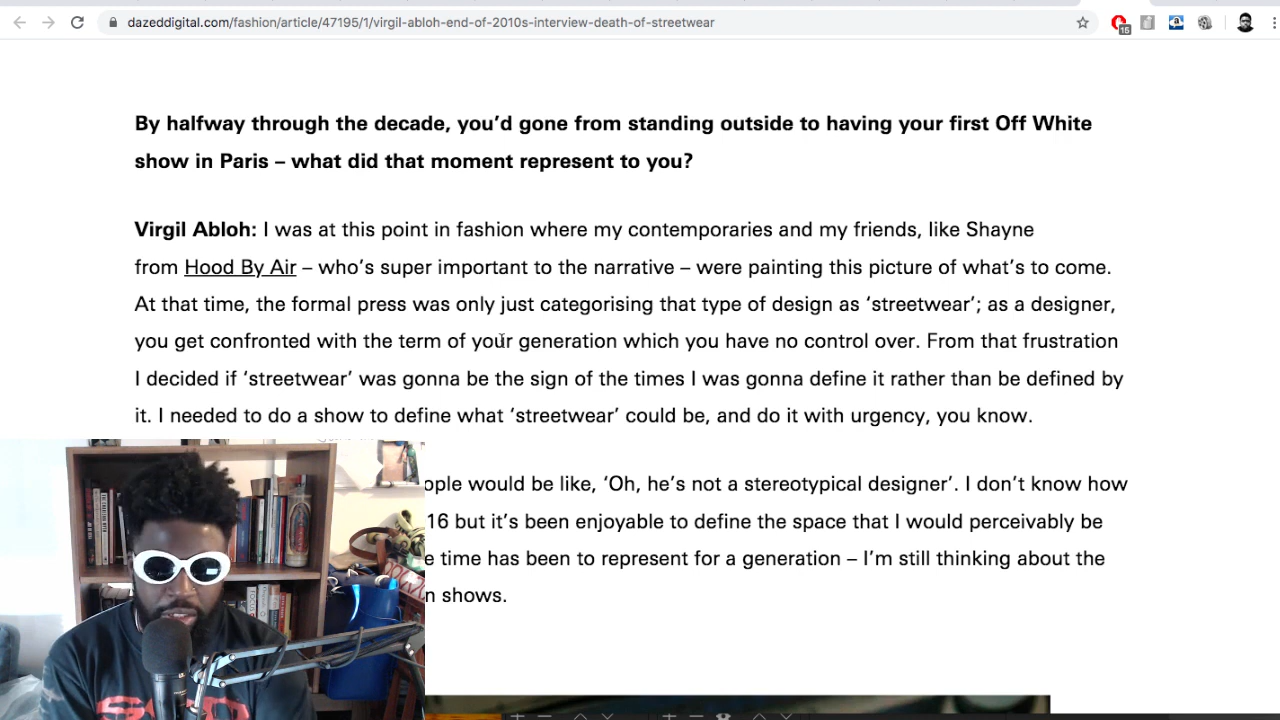 dazeddigital.com/fashion/article/47195/1/virgil-abloh-end-of-2010s-interview-death-of-streetwear
15
By halfway through the decade, you’d gone from standing outside to having your first Off White
show in Paris – what did that moment represent to you?
Virgil Abloh: I was at this point in fashion where my contemporaries and my friends, like Shayne
from Hood By Air – who’s super important to the narrative – were painting this picture of what’s to come.
At that time, the formal press was only just categorising that type of design as ‘streetwear’; as a designer,
you get confronted with the term of your generation which you have no control over. From that frustration
I decided if ‘streetwear’ was gonna be the sign of the times I was gonna define it rather than be defined by
it. I needed to do a show to define what ‘streetwear’ could be, and do it with urgency, you know.
ople would be like, ‘Oh, he’s not a stereotypical designer’. I don’t know how
16 but it’s been enjoyable to define the space that I would perceivably be
e time has been to represent for a generation – I’m still thinking about the
n shows.